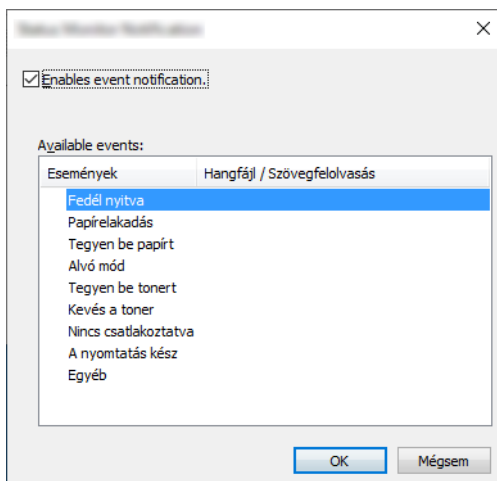 Enables event notification.
Available events:
Események Hangfájl / Szövegfelolvasás
Fedél nyitva
Papírelakadás
Tegyen be papírt
Alvó mód
Tegyen be tonert
Kevés a toner
Nincs csatlakoztatva
A nyomtatás kész
Egyéb
OK Mégsem